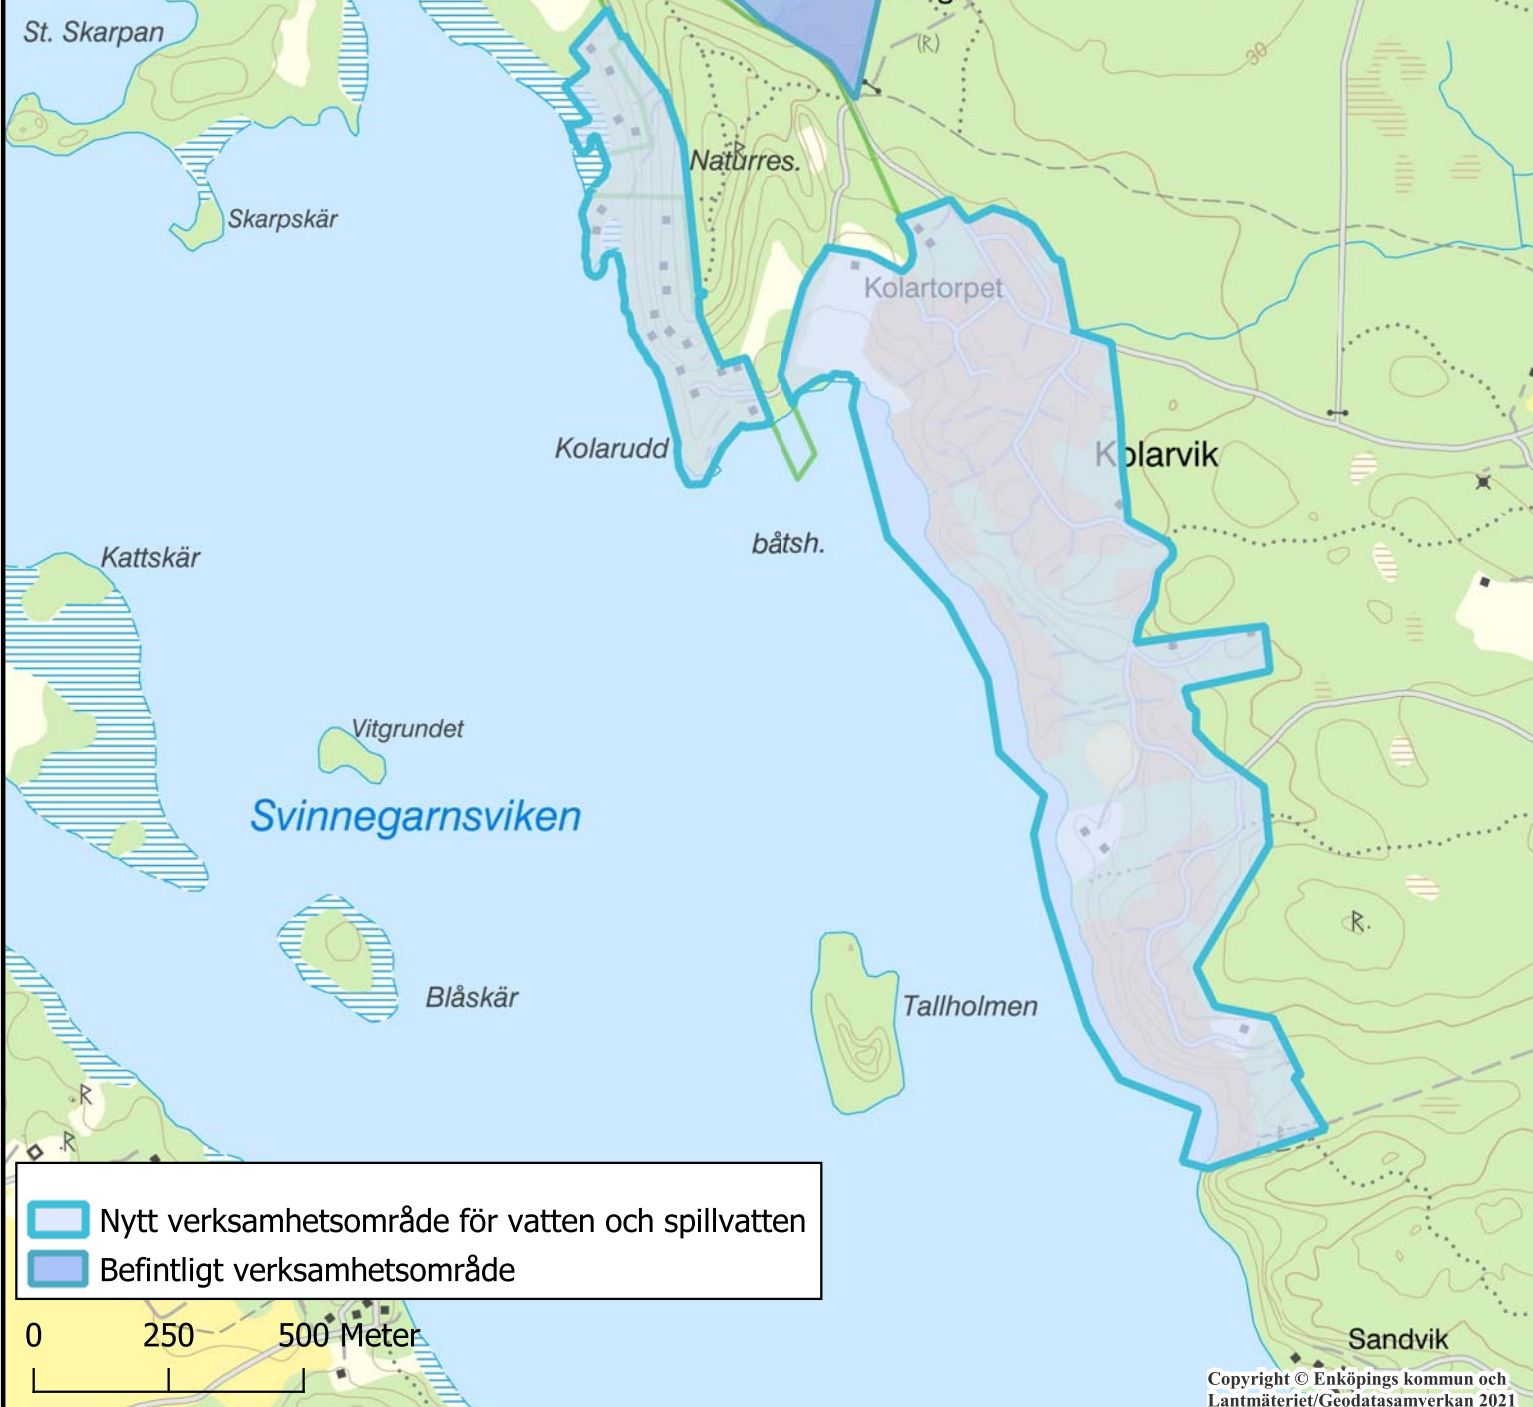 St. Skarpan
(R)
30
R
Naturres.
Skarpskär
Kolartorpet
Kolarudd
Kolarvik
båtsh.
Kattskär
Vitgrundet
Svinnegarnsviken
R.
Blåskär
Tallholmen
R
R
Nytt verksamhetsområde för vatten och spillvatten
Befintligt verksamhetsområde
0 250 500 Meter
Sandvik
Copyright © Enköpings kommun och
Lantmäteriet/Geodatasamverkan 2021